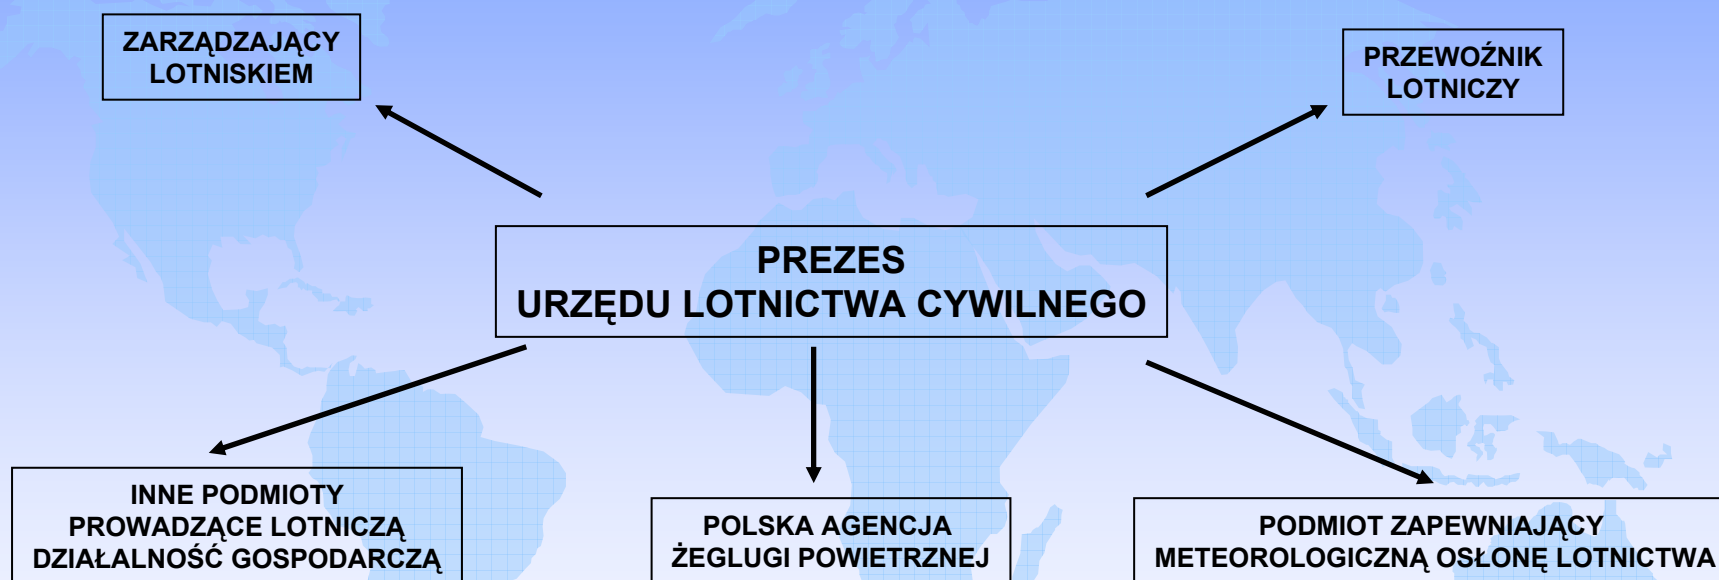 ZARZĄDZAJĄCY
LOTNISKIEM
PRZEWOŹNIK
LOTNICZY
PREZES
URZĘDU LOTNICTWA CYWILNEGO
INNE PODMIOTY
PROWADZĄCE LOTNICZĄ
DZIAŁALNOŚĆ GOSPODARCZĄ
POLSKA AGENCJA
ŻEGLUGI POWIETRZNEJ
PODMIOT ZAPEWNIAJĄCY
METEOROLOGICZNĄ OSŁONĘ LOTNICTWA